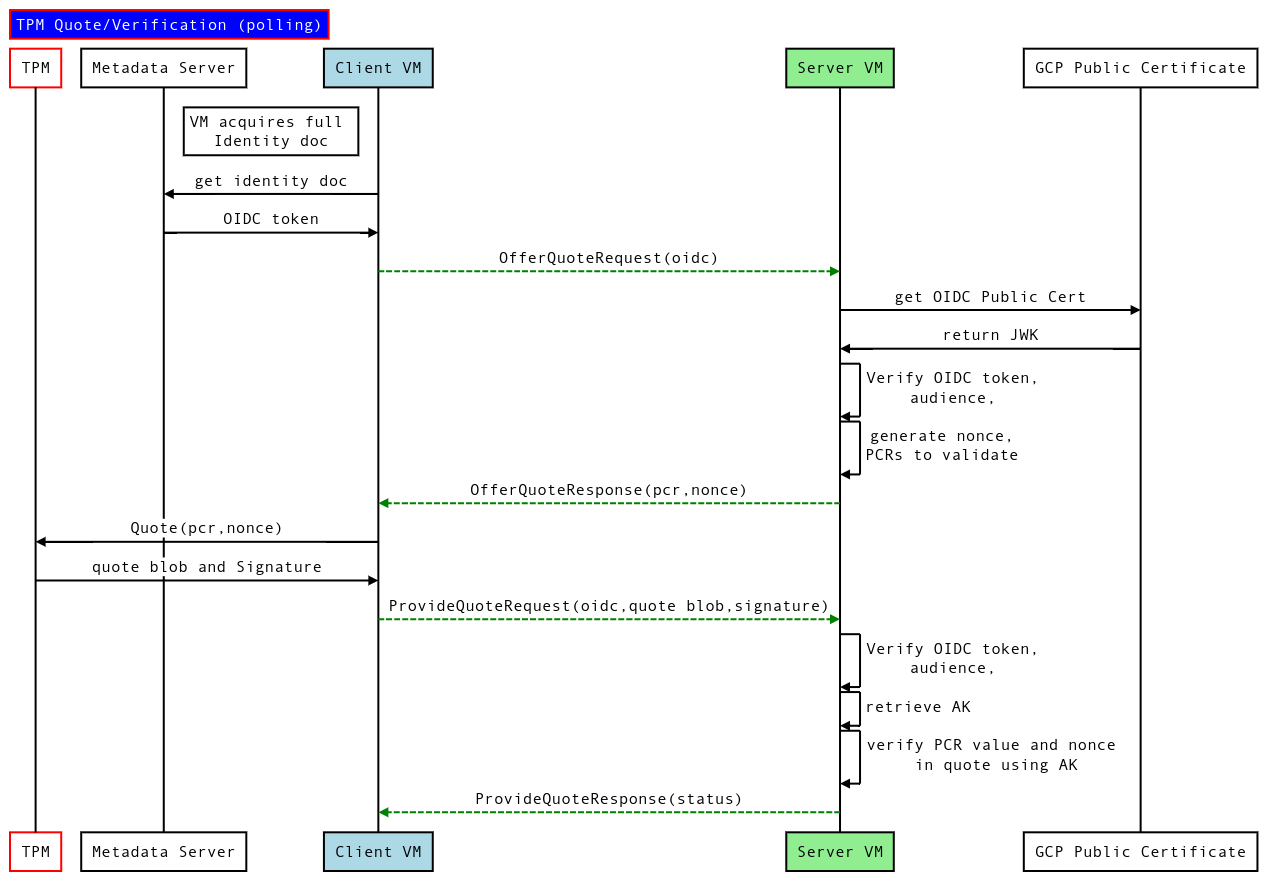 TPM Quote/Verification (polling)
TPM
Metadata Server
Client VM
Server VM
GCP Public Certificate
VM acquires full
Identity doc
get identity doc
OIDC token
OfferQuoteRequest(oidc)
get OIDC Public Cert
return JWK
Verify OIDC token,
audience,
generate nonce,
PCRs to validate
OfferQuoteResponse(pcr,nonce)
Quote(pcr,nonce)
quote blob and Signature
ProvideQuoteRequest(oidc,quote blob,signature)
Verify OIDC token,
audience,
retrieve AK
verify PCR value and nonce
in quote using AK
ProvideQuoteResponse(status)
TPM
Metadata Server
Client VM
Server VM
GCP Public Certificate